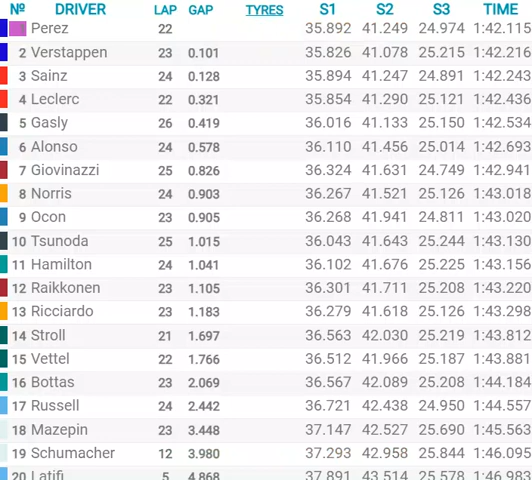 Nº DRIVER LAP GAP TYRES S1 S2 S3 TIME
Perez 22 35.892 41.249 24.974 1:42.115
2 Verstappen 23 0.101 35.826 41.078 25.215 1:42.216
3 Sainz 24 0.128 35.894 41.247 24.891 1:42.243
4 Leclerc 22 0.321 35.854 41.290 25.121 1:42.436
5 Gasly 26 0.419 36.016 41.133 25.150 1:42.534
6 Alonso 24 0.578 36.110 41.456 25.014 1:42.693
7 Giovinazzi 25 0.826 36.324 41.631 24.749 1:42.941
8 Norris 24 0.903 36.267 41.521 25.126 1:43.018
9 Ocon 23 0.905 36.268 41.941 24.811 1:43.020
10 Tsunoda 25 1.015 36.043 41.643 25.244 1:43.130
11 Hamilton 24 1.041 36.102 41.676 25.225 1:43.156
12 Raikkonen 23 1.105 36.301 41.711 25.208 1:43.220
13 Ricciardo 23 1.183 36.279 41.618 25.126 1:43.298
14 Stroll 21 1.697 36.563 42.030 25.219 1:43.812
15 Vettel 22 1.766 36.512 41.966 25.187 1:43.881
16 Bottas 23 2.069 36.567 42.089 25.208 1:44.184
17 Russell 24 2.442 36.721 42.438 24.950 1:44.557
18 Mazepin 23 3.448 37.147 42.527 25.690 1:45.563
19 Schumacher 12 3.980 37.293 42.958 25.844 1:46.095
20 Latifi 5 4.868 37.891 43.514 25.578 1:46.983